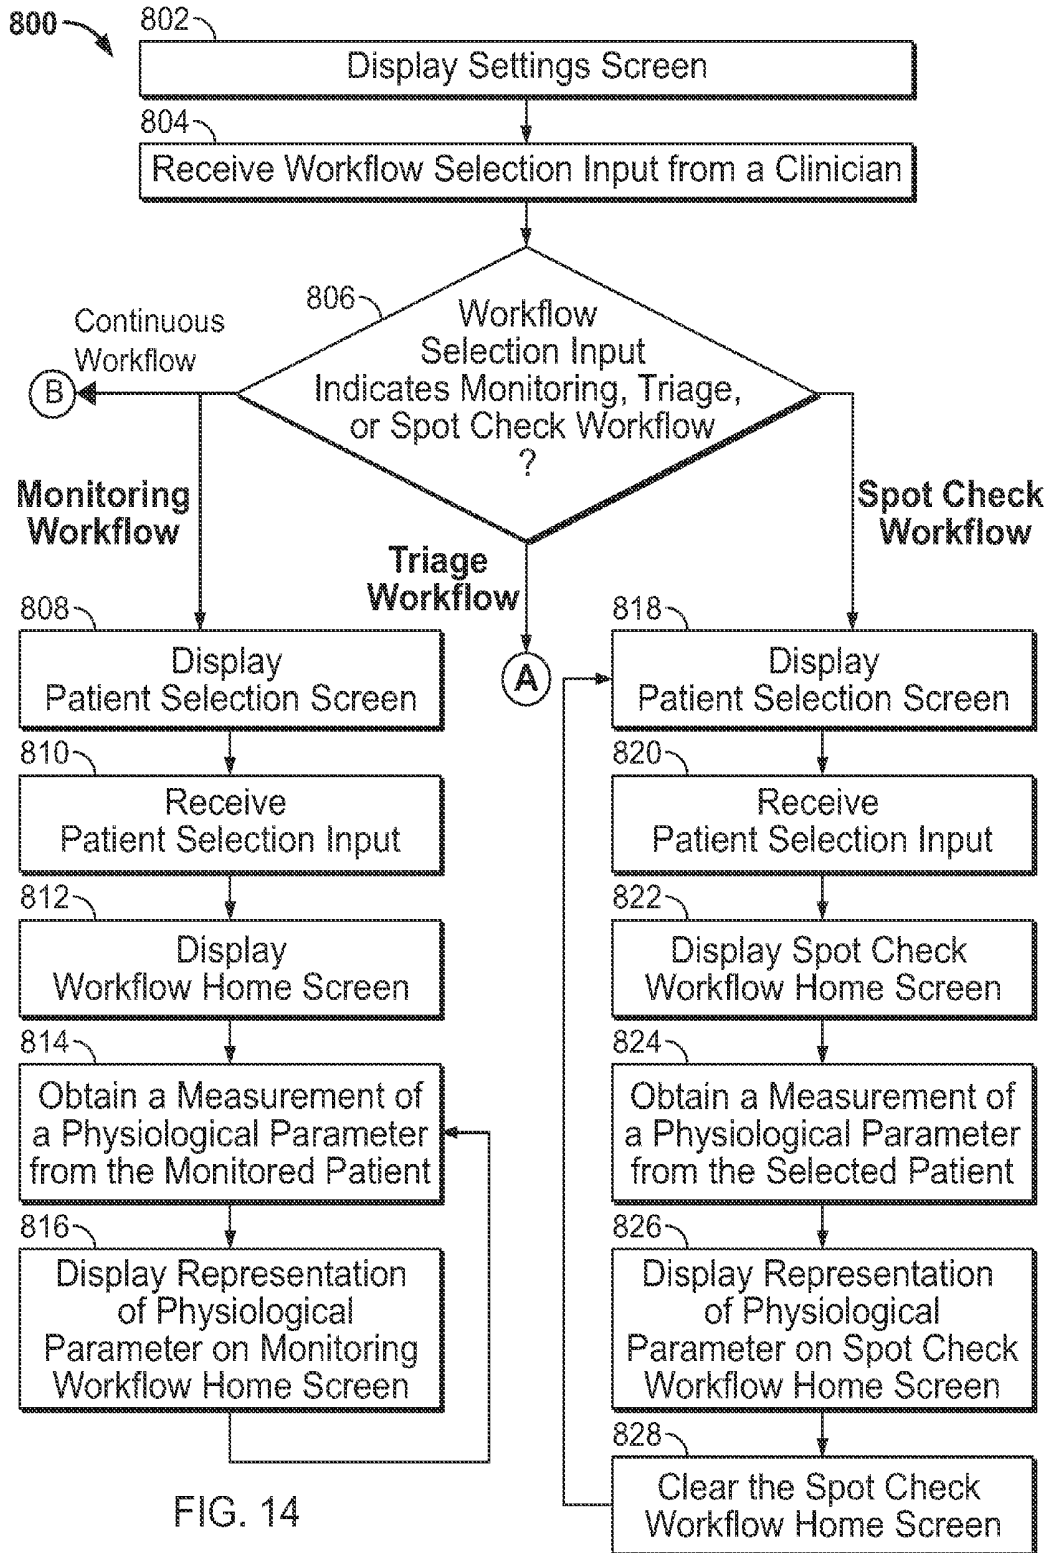 800
802
Display Settings Screen
804
Receive Workflow Selection Input from a Clinician
806
Workflow
Selection Input
Indicates Monitoring, Triage,
or Spot Check Workflow
?
Continuous
Workflow
B
Monitoring
Workflow
Triage
Workflow
A
Spot Check
Workflow
808
Display
Patient Selection Screen
810
Receive
Patient Selection Input
812
Display
Workflow Home Screen
814
Obtain a Measurement of
a Physiological Parameter
from the Monitored Patient
816
Display Representation
of Physiological
Parameter on Monitoring
Workflow Home Screen
818
Display
Patient Selection Screen
820
Receive
Patient Selection Input
822
Display Spot Check
Workflow Home Screen
824
Obtain a Measurement of
a Physiological Parameter
from the Selected Patient
826
Display Representation
of Physiological
Parameter on Spot Check
Workflow Home Screen
828
Clear the Spot Check
Workflow Home Screen
FIG. 14